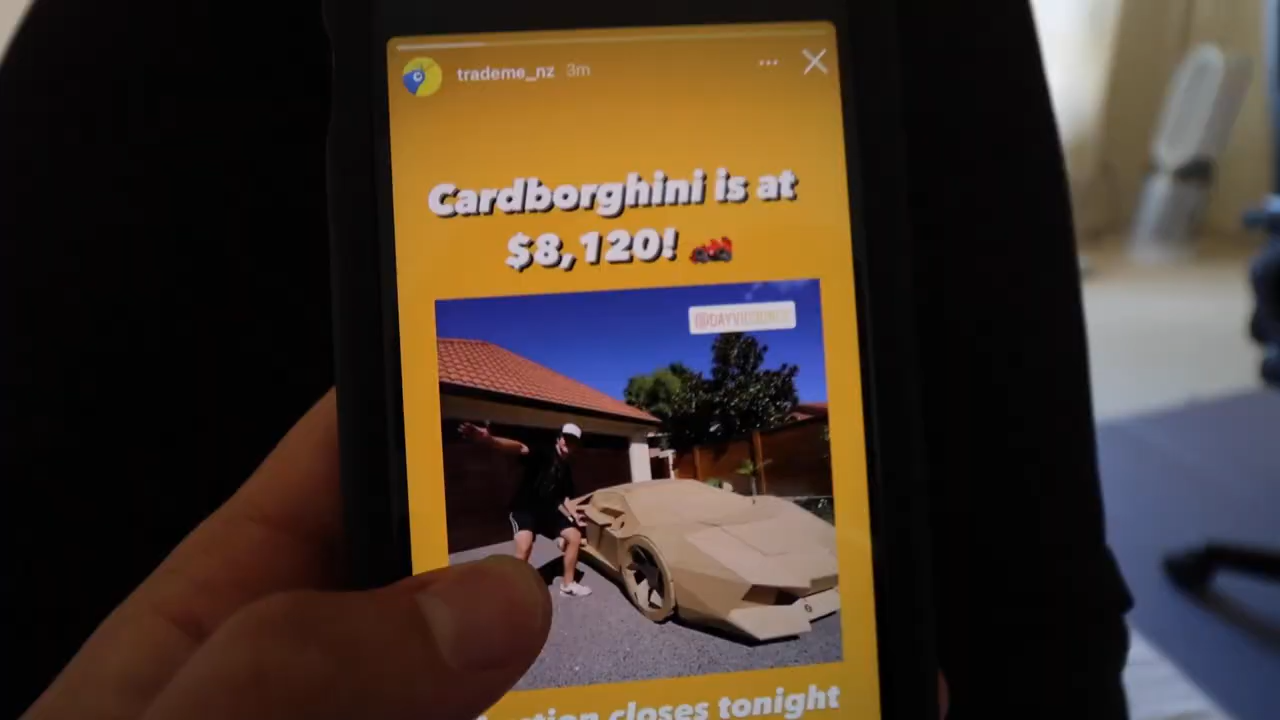 trademe_nz 3m
Cardborghini is at
$8,120!
closes tonight